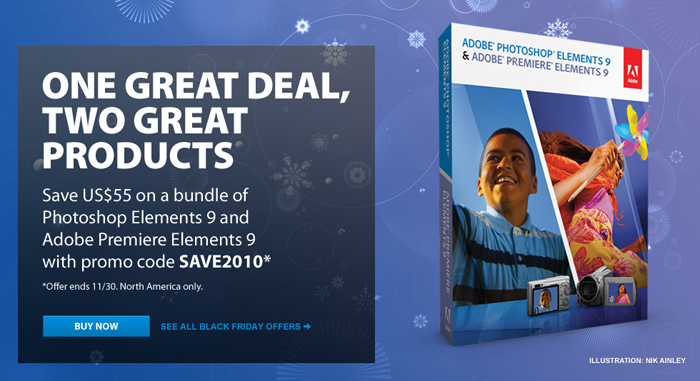 ONE GREAT DEAL,
TWO GREAT
PRODUCTS
Save US$55 on a bundle of
Photoshop Elements 9 and
Adobe Premiere Elements 9
with promo code SAVE2010*
*Offer ends 11/30. North America only.
BUY NOW
SEE ALL BLACK FRIDAY OFFERS ➔
ADOBE® PHOTOSHOP® ELEMENTS 9
& ADOBE® PREMIERE® ELEMENTS 9
Adobe
ILLUSTRATION: NIK AINLEY